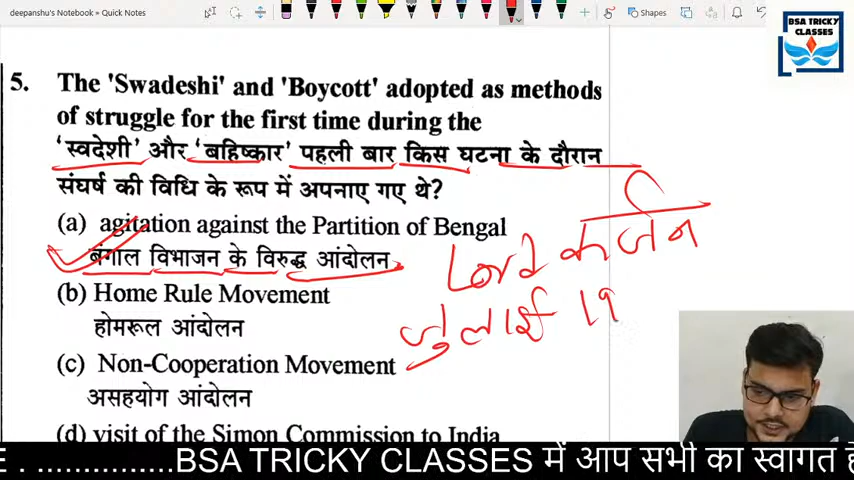 deepanshu's Notebook » Quick Notes
Shapes
BSA TRICKY
CLASSES
5. The 'Swadeshi' and 'Boycott' adopted as methods
of struggle for the first time during the
'स्वदेशी' और 'बहिष्कार' पहली बार किस घटना के दौरान
संघर्ष की विधि के रूप में अपनाए गए थे?
(a) agitation against the Partition of Bengal
बंगाल विभाजन के विरुद्ध आंदोलन
Lord कर्जन
(b) Home Rule Movement
होमरूल आंदोलन
जुलाई 19
(c) Non-Cooperation Movement
असहयोग आंदोलन
(d) visit of the Simon Commission to India
E . ...............BSA TRICKY CLASSES में आप सभी का स्वागत है